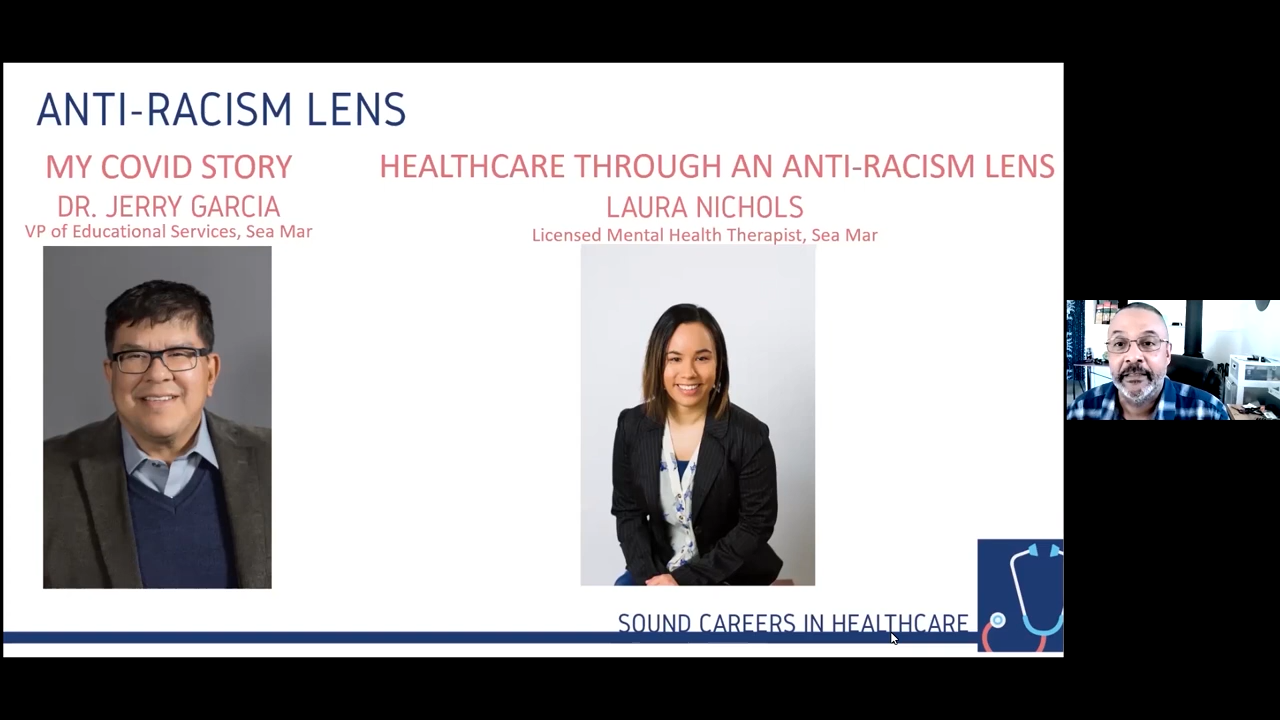 ANTI-RACISM LENS
MY COVID STORY
DR. JERRY GARCIA
VP of Educational Services, Sea Mar
HEALTHCARE THROUGH AN ANTI-RACISM LENS
LAURA NICHOLS
Licensed Mental Health Therapist, Sea Mar
SOUND CAREERS IN HEALTHCARE